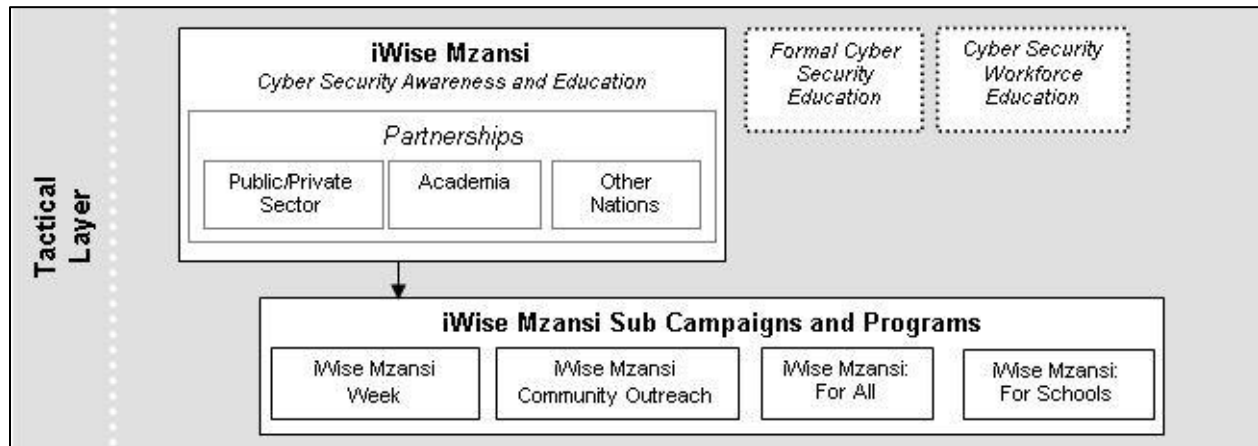 Tactical
Layer
iWise Mzansi
Cyber Security Awareness and Education
Partnerships
Public/Private
Sector
Academia
Other
Nations
Formal Cyber
Security
Education
Cyber Security
Workforce
Education
iWise Mzansi Sub Campaigns and Programs
iWise Mzansi
Week
iWise Mzansi
Community Outreach
iWise Mzansi:
For All
iWise Mzansi:
For Schools